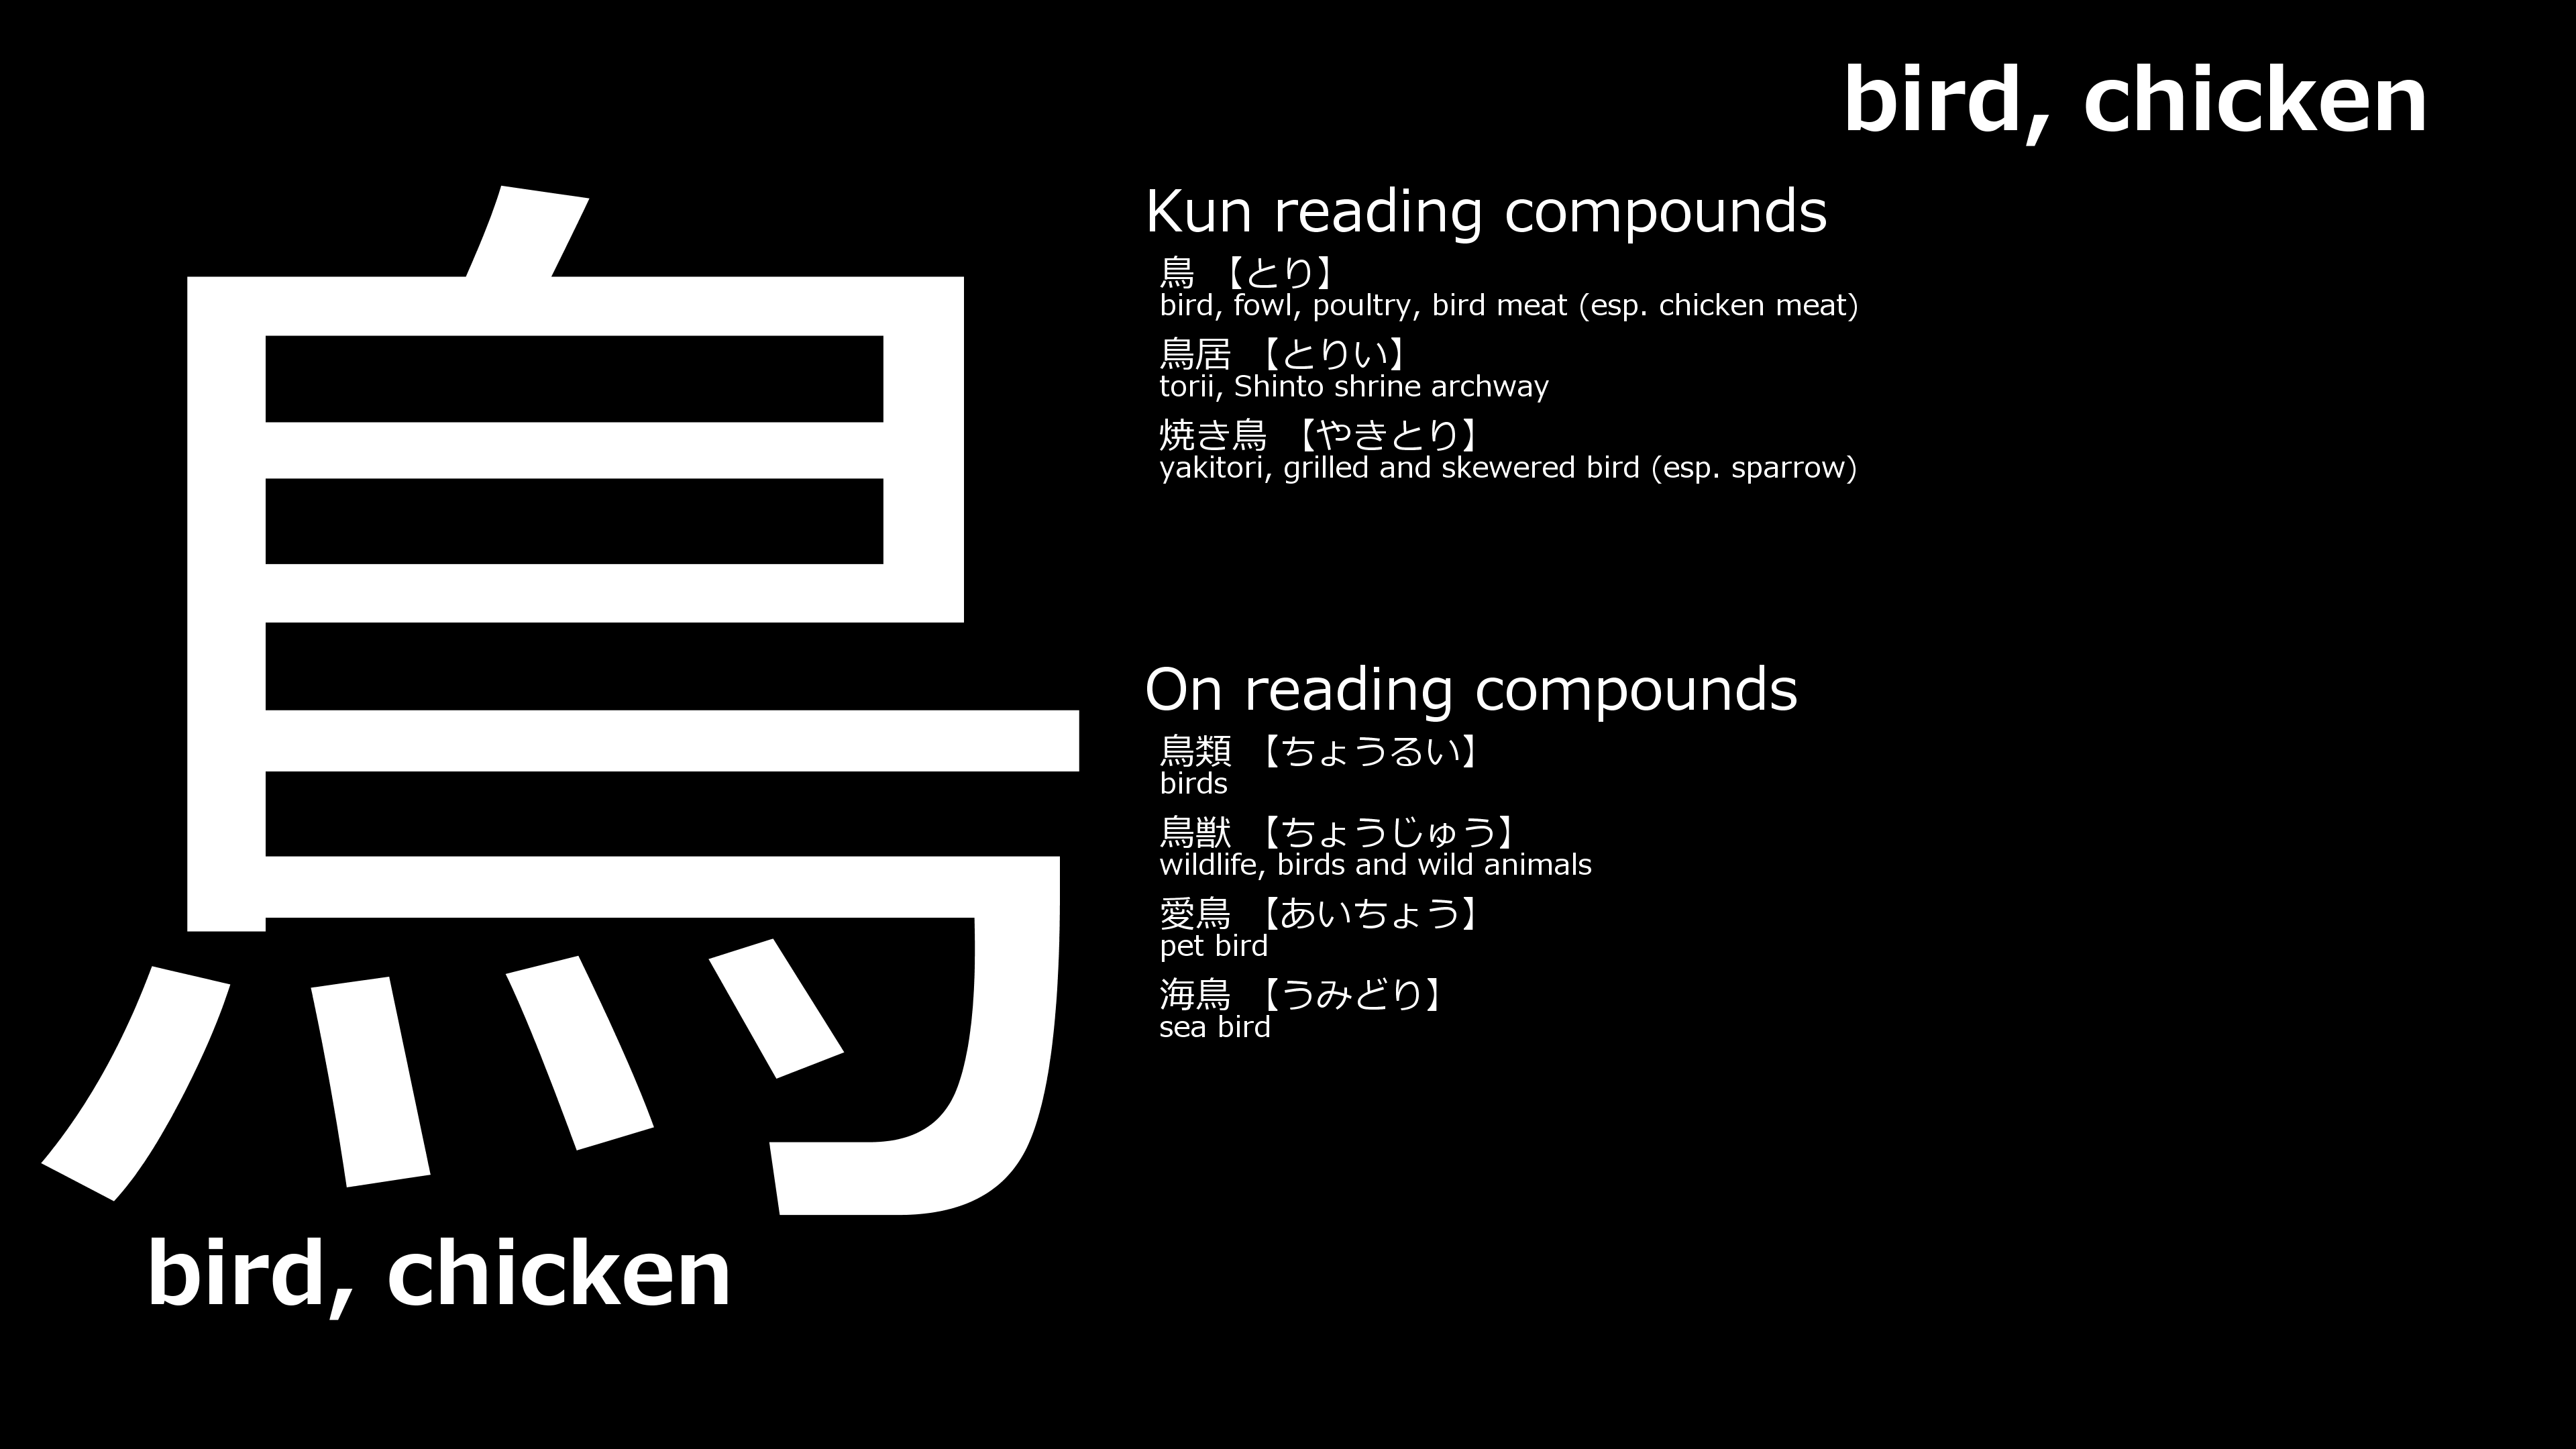 bird, chicken
鳥
bird, chicken
Kun reading compounds
鳥 【とり】
bird, fowl, poultry, bird meat (esp. chicken meat)
鳥居 【とりい】
torii, Shinto shrine archway
焼き鳥 【やきとり】
yakitori, grilled and skewered bird (esp. sparrow)
On reading compounds
鳥類 【ちょうるい】
birds
鳥獣 【ちょうじゅう】
wildlife, birds and wild animals
愛鳥 【あいちょう】
pet bird
海鳥 【うみどり】
sea bird